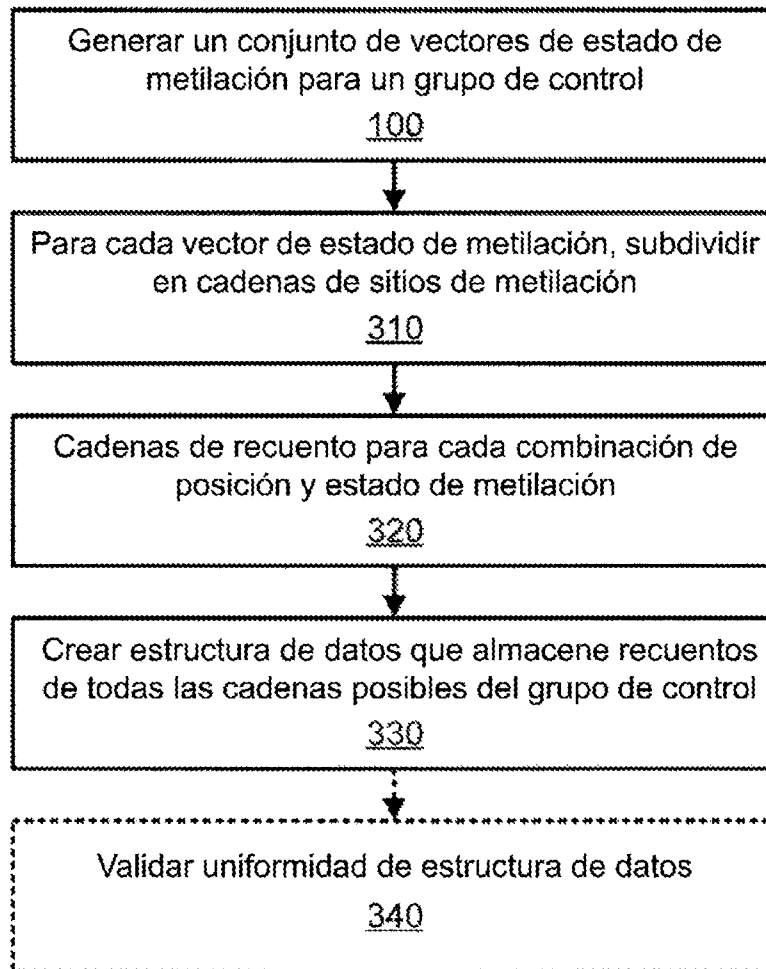 Generar un conjunto de vectores de estado de
metilación para un grupo de control
100
Para cada vector de estado de metilación, subdividir
en cadenas de sitios de metilación
310
Cadenas de recuento para cada combinación de
posición y estado de metilación
320
Crear estructura de datos que almacene recuentos
de todas las cadenas posibles del grupo de control
330
Validar uniformidad de estructura de datos
340